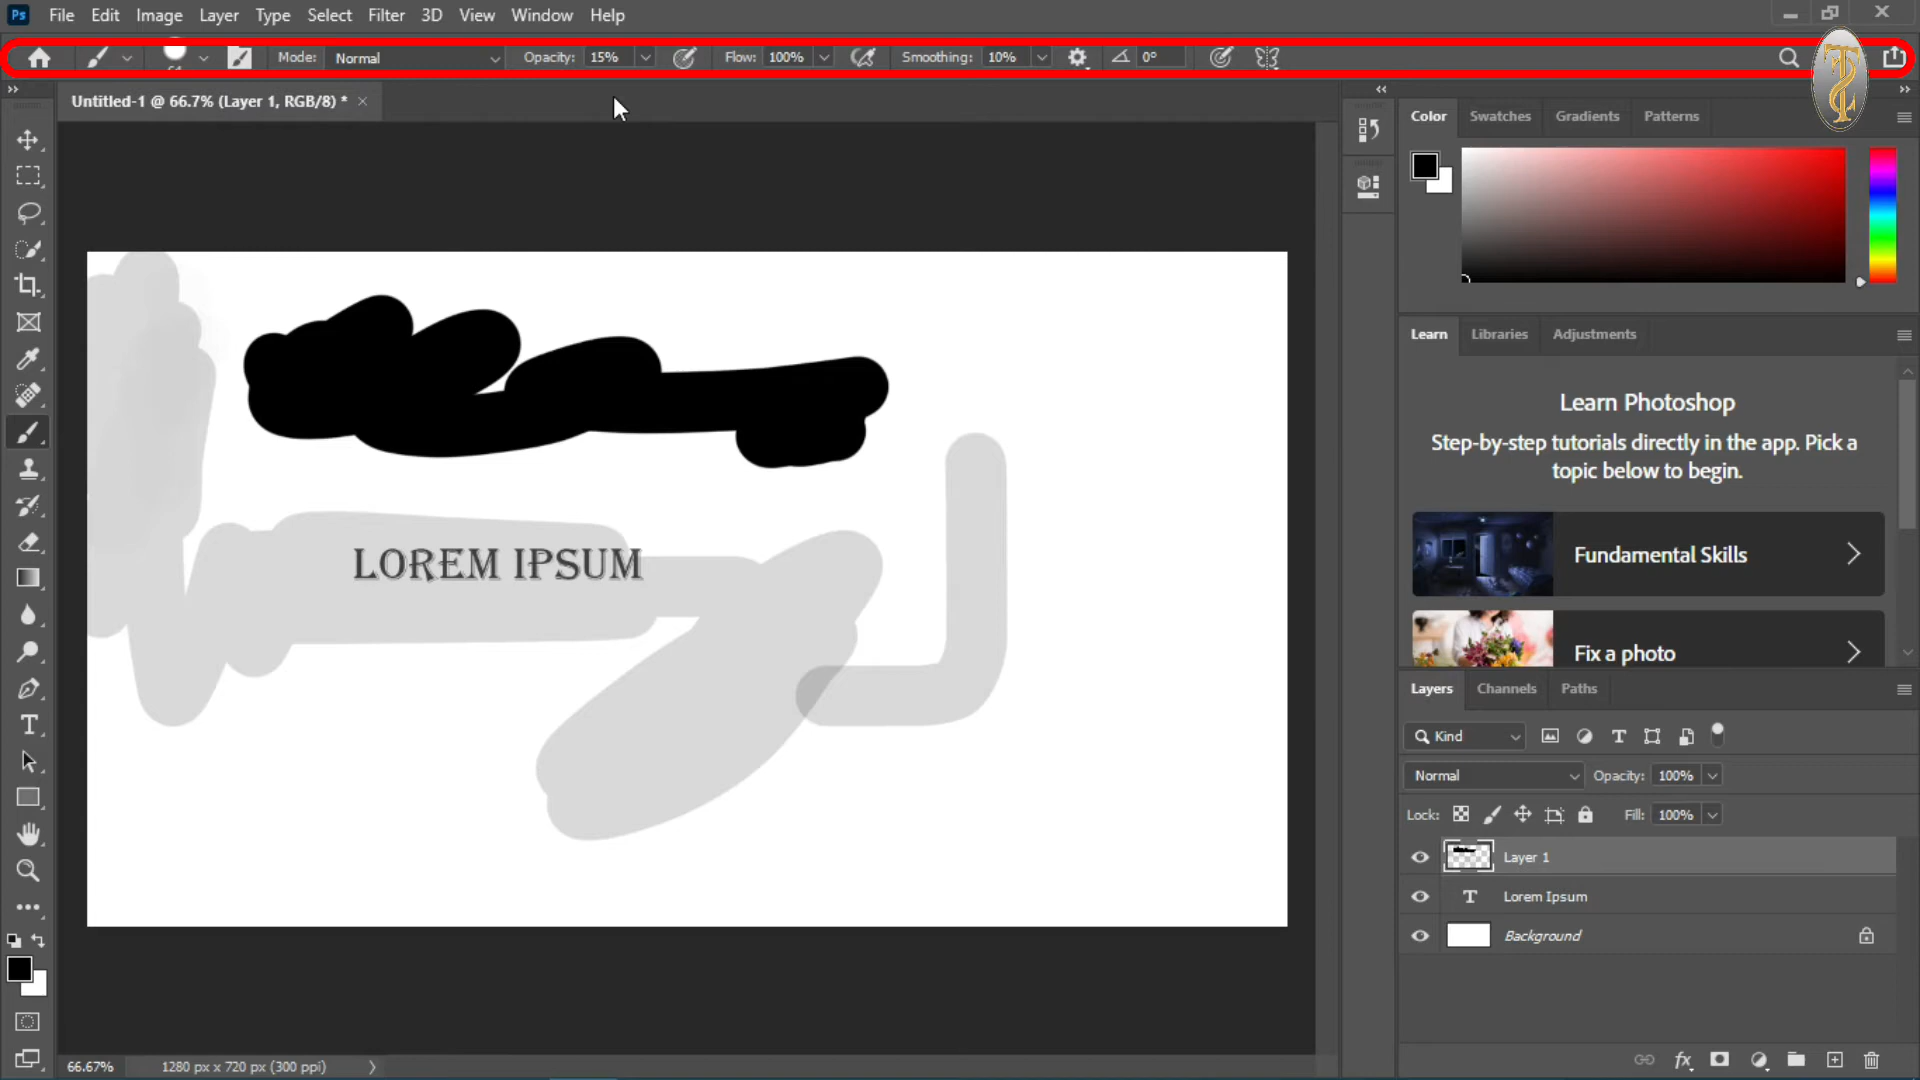 Ps File Edit Image Layer Type Select Filter 3D View Window Help
Mode: Normal Opacity: 15% Flow: 100% Smoothing: 10% 0°
Untitled-1 @ 66.7% (Layer 1, RGB/8) *
Color Swatches Gradients Patterns
Learn Libraries Adjustments
Learn Photoshop
Step-by-step tutorials directly in the app. Pick a
topic below to begin.
Fundamental Skills
Fix a photo
LOREM IPSUM
Layers Channels Paths
Kind
Normal Opacity: 100%
Lock: Fill: 100%
Layer 1
Lorem Ipsum
Background
66.67% 1280 px x 720 px (300 ppi)